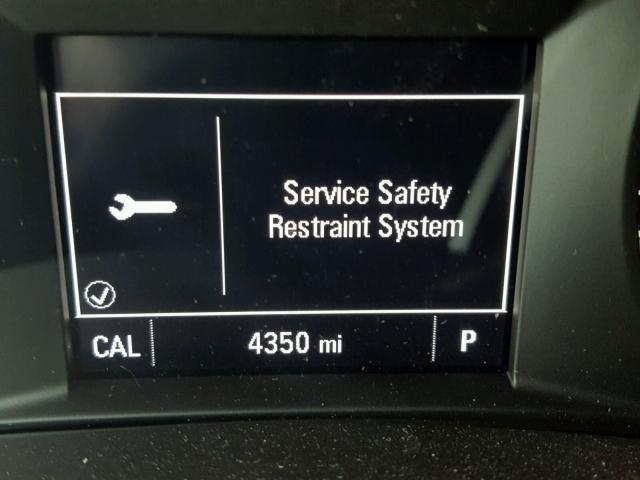 Service Safety
Restraint System
CAL 4350 mi P